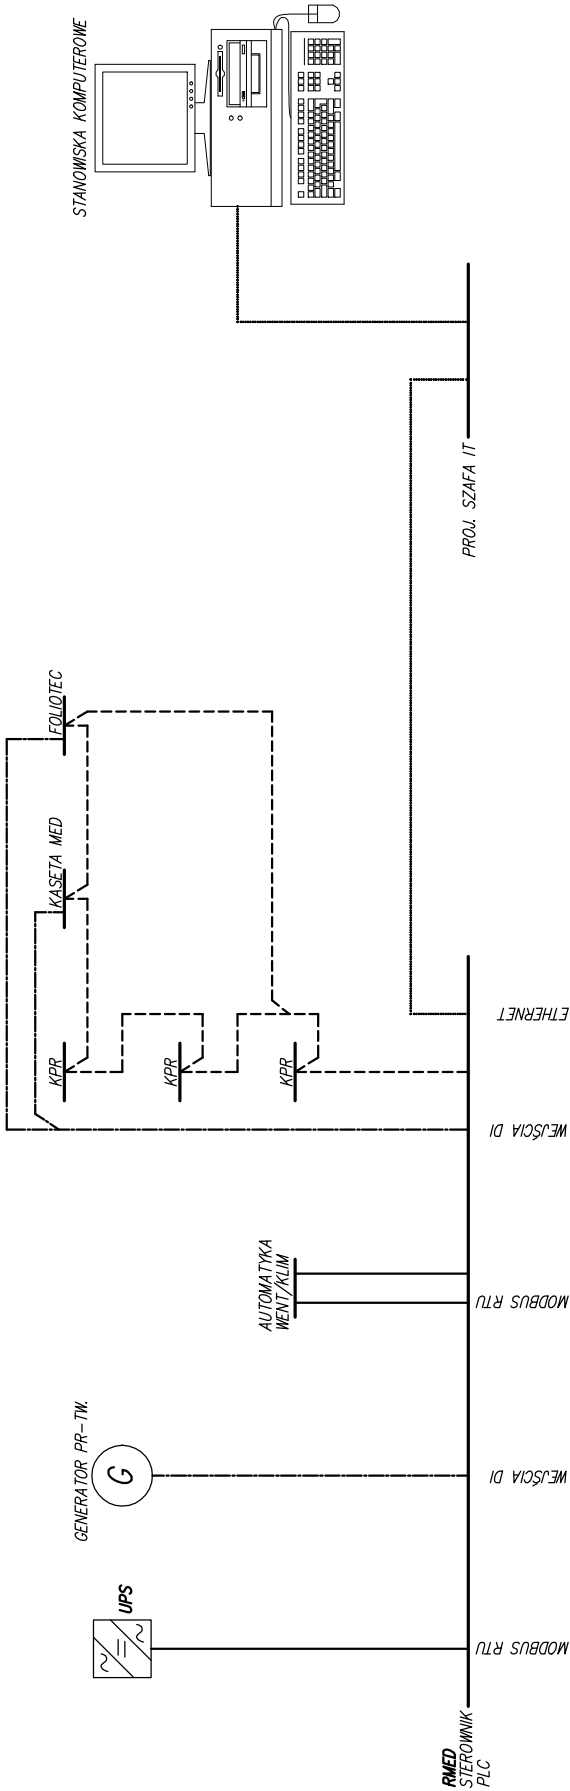 STANOWISKA KOMPUTEROWE
PROJ. SZAFA IT
FOLIOTEC
KASETA MED
KPR
KPR
KPR
ETHERNET
WEJŚCIA DI
AUTOMATYKA
WENT/KLIM
MODBUS RTU
GENERATOR PR-TW.
G
WEJŚCIA DI
UPS
MODBUS RTU
RMED
STEROWNIK
PLC